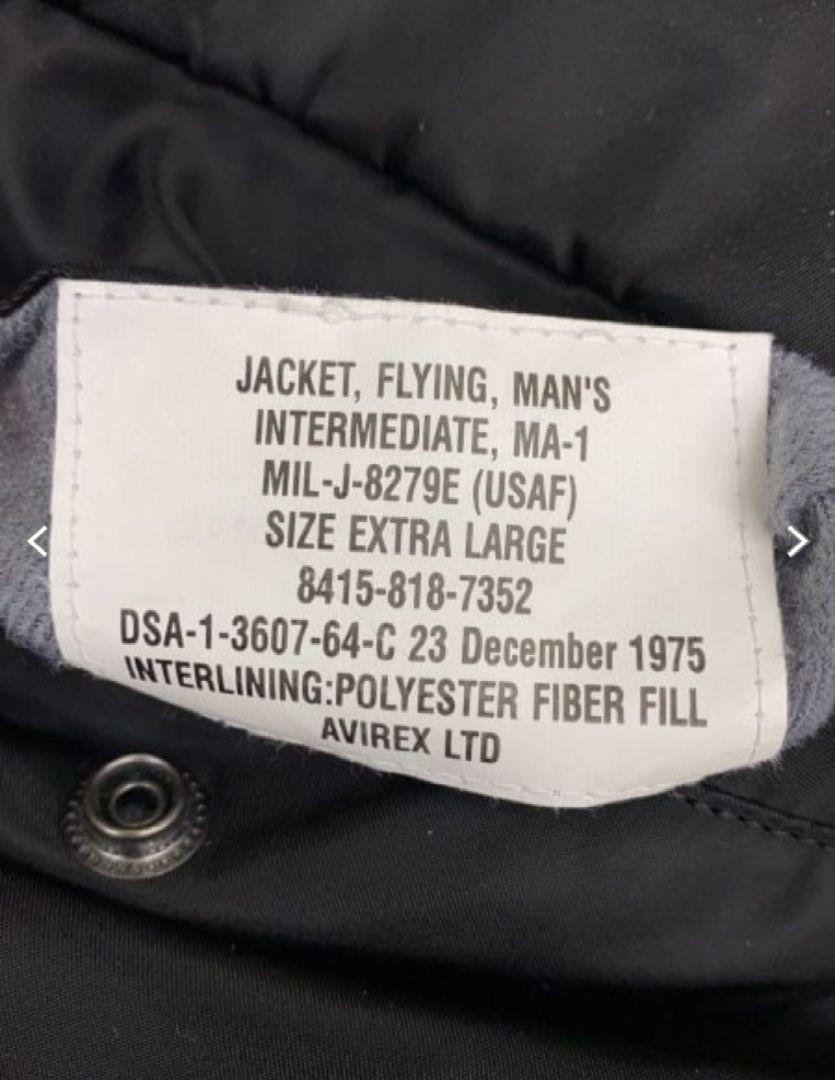 JACKET, FLYING, MAN'S
INTERMEDIATE, MA-1
MIL-J-8279E (USAF)
SIZE EXTRA LARGE
8415-818-7352
DSA-1-3607-64-C 23 December 1975
INTERLINING:POLYESTER FIBER FILL
AVIREX LTD